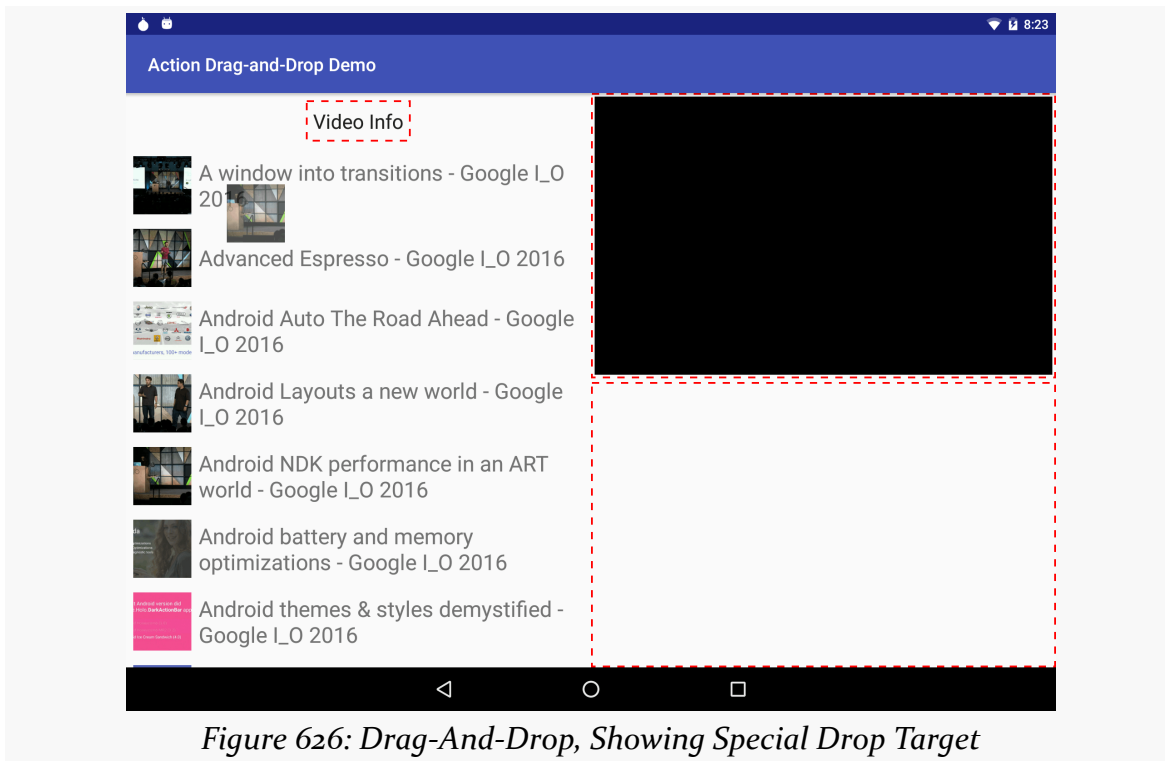 8:23
Action Drag-and-Drop Demo
Video Info
A window into transitions - Google I_O
2016
Advanced Espresso - Google I_O 2016
Android Auto The Road Ahead - Google
I_O 2016
Android Layouts a new world - Google
I_O 2016
Android NDK performance in an ART
world - Google I_O 2016
Android battery and memory
optimizations - Google I_O 2016
Android themes & styles demystified -
Google I_O 2016
Figure 626: Drag-And-Drop, Showing Special Drop Target